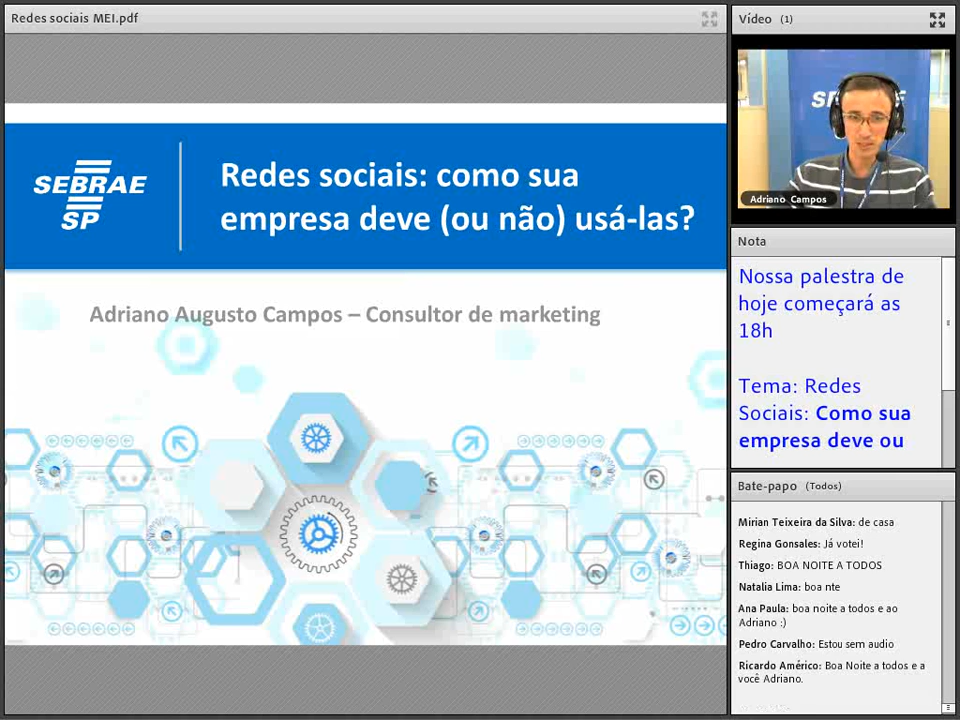 Redes sociais MEI.pdf
SEBRAE
SP
Redes sociais: como sua
empresa deve (ou não) usá-las?
Adriano Augusto Campos – Consultor de marketing
Vídeo (1)
Adriano Campos
Nota
Nossa palestra de
hoje começará as
18h
Tema: Redes
Sociais: Como sua
empresa deve ou
Bate-papo (Todos)
Mirian Teixeira da Silva: de casa
Regina Gonsales: Já votei!
Thiago: BOA NOITE A TODOS
Natalia Lima: boa nte
Ana Paula: boa noite a todos e ao
Adriano :)
Pedro Carvalho: Estou sem audio
Ricardo Américo: Boa Noite a todos e a
você Adriano.